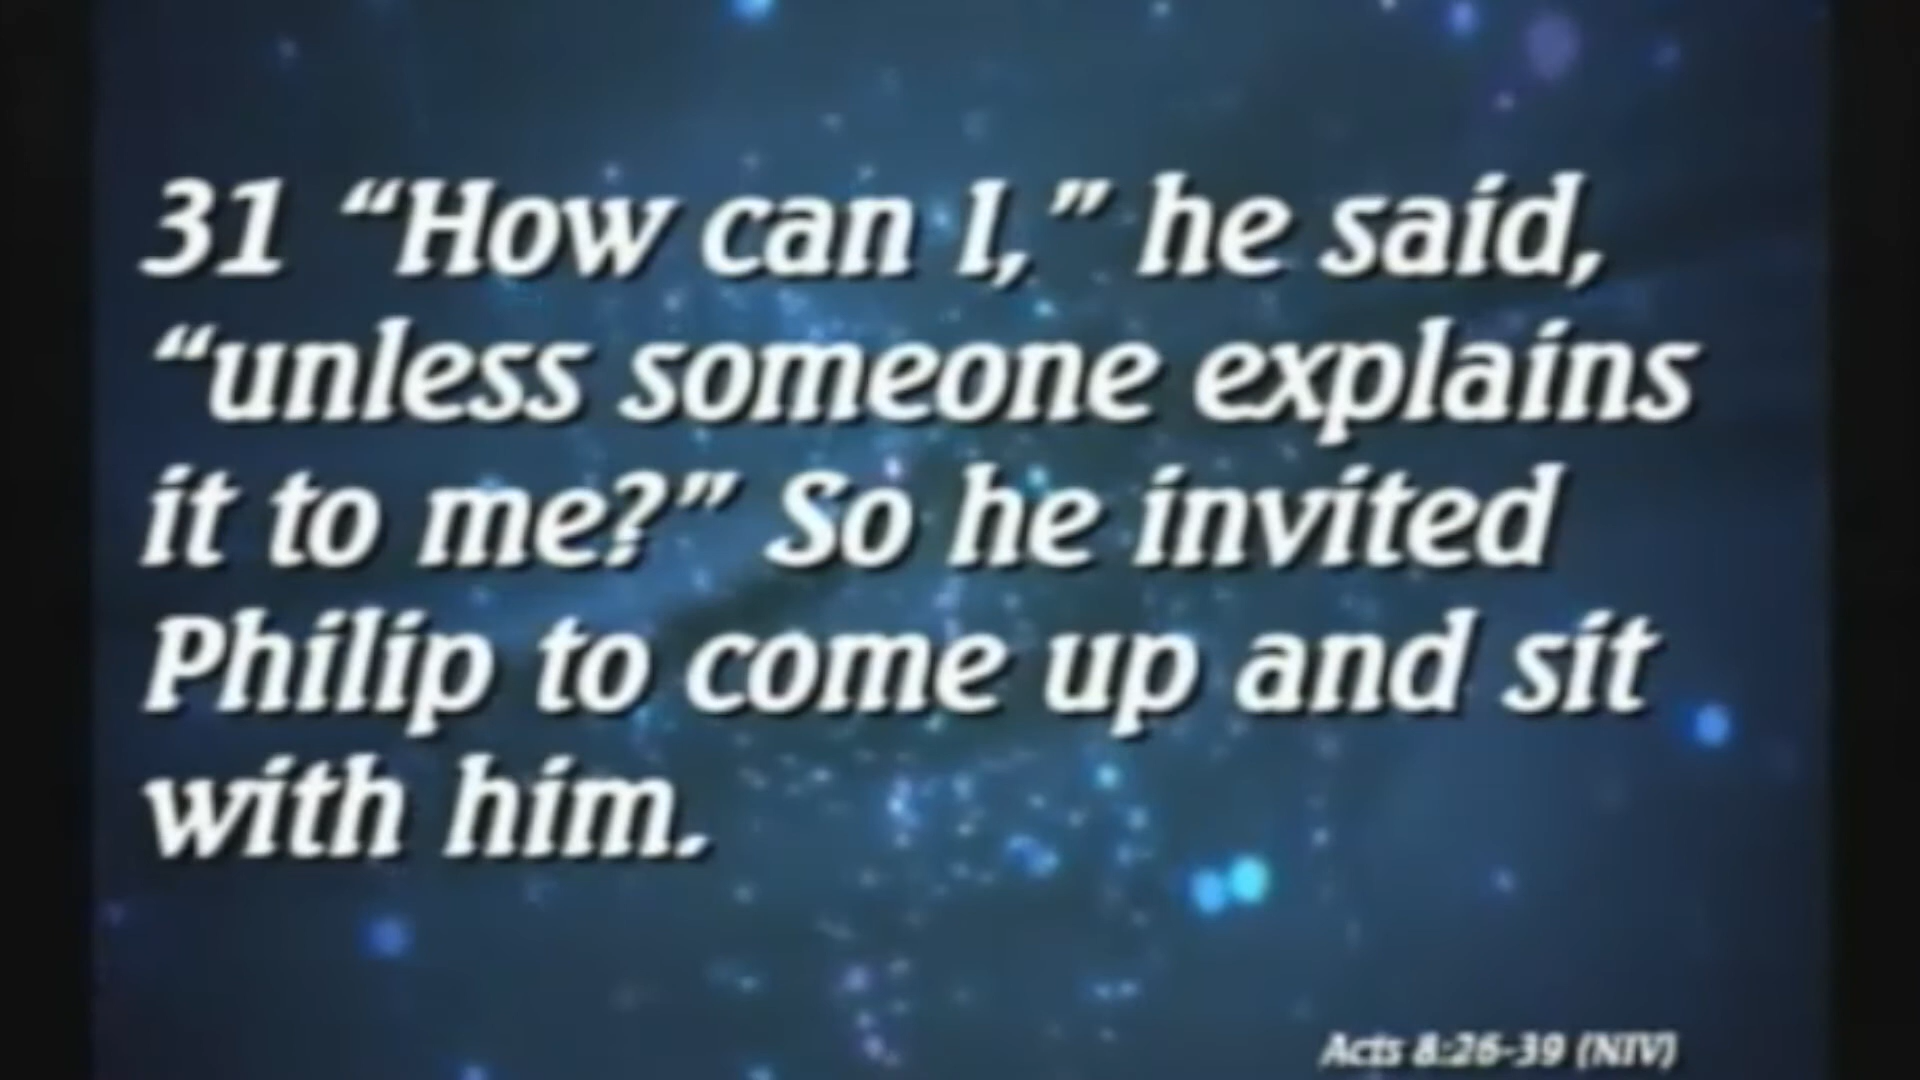 31 “How can I,” he said,
“unless someone explains
it to me?” So he invited
Philip to come up and sit
with him.
Acts 8:26-39 (NIV)